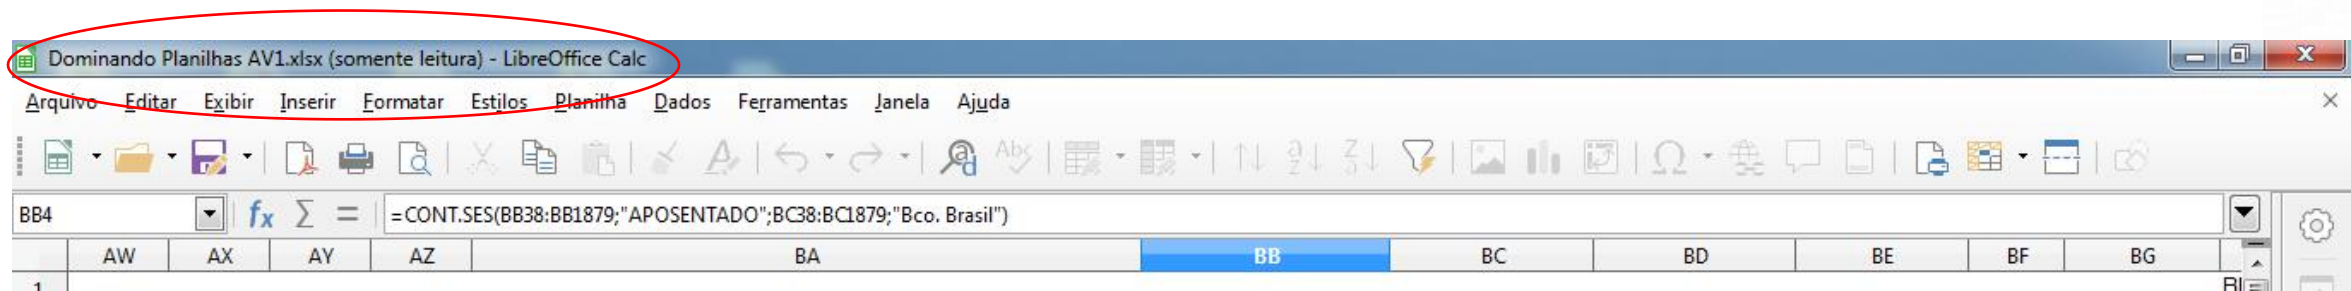 Dominando Planilhas AV1.xlsx (somente leitura) - LibreOffice Calc
Arquivo Editar Exibir Inserir Formatar Estilos Planilha Dados Ferramentas Janela Ajuda
BB4 fx Σ = =CONT.SES(BB38:BB1879;"APOSENTADO";BC38:BC1879;"Bco. Brasil")
AW AX AY AZ BA BB BC BD BE BF BG
1